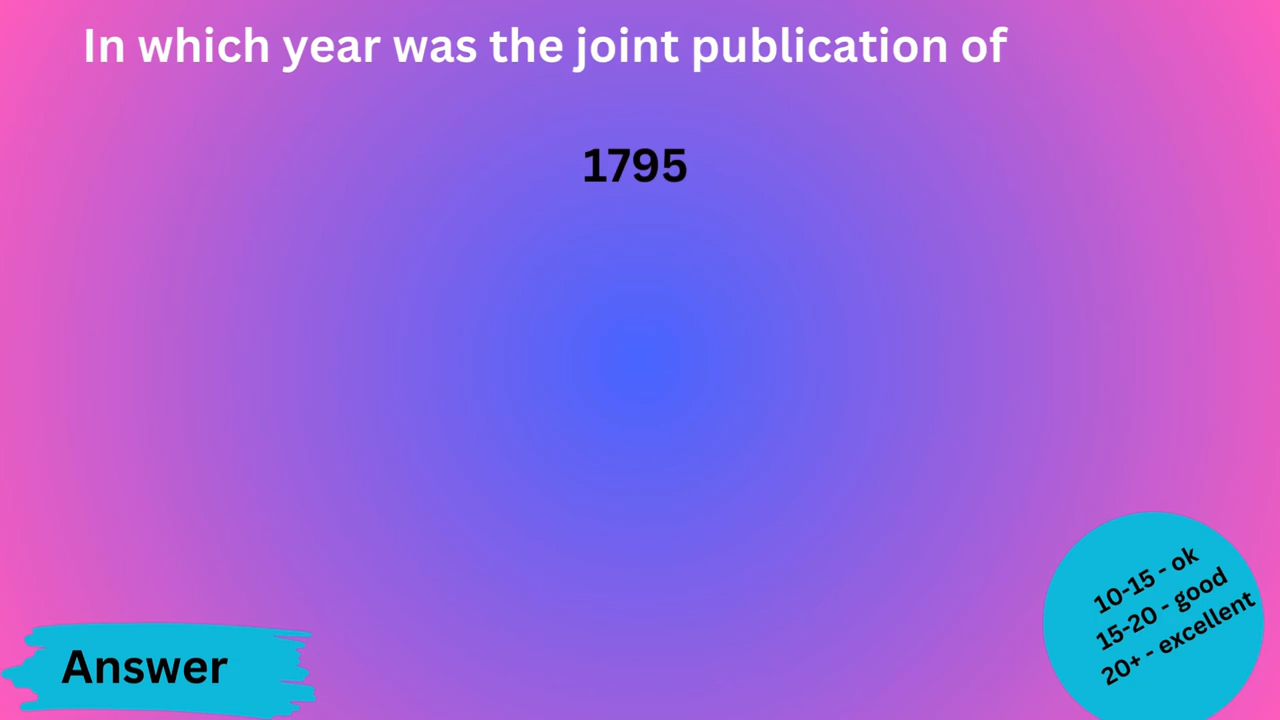 In which year was the joint publication of
1795
10-15 - ok
15-20 - good
20+ - excellent
Answer